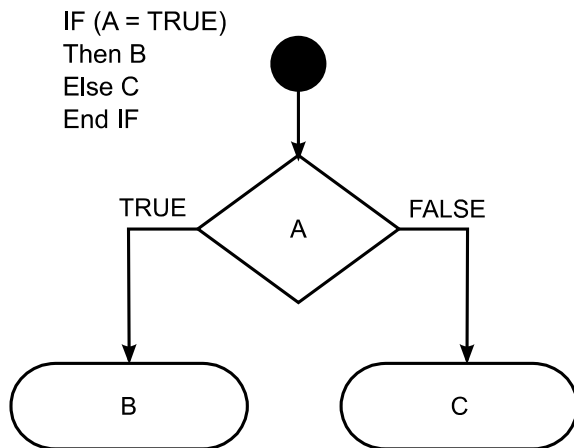 IF (A = TRUE)
Then B
Else C
End IF
TRUE
FALSE
A
B
C